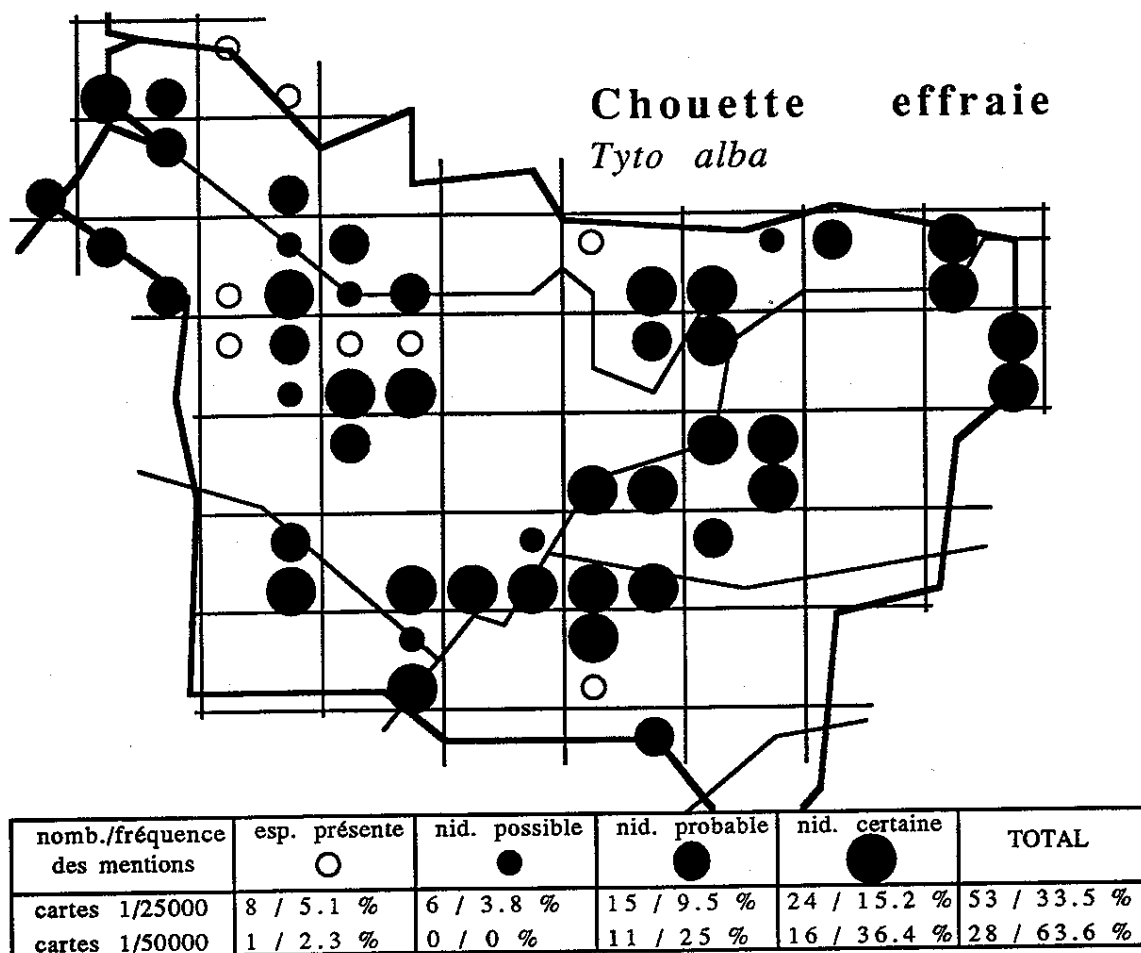 Chouette effraie
Tyto alba
nomb./fréquence des mentions esp. présente nid. possible nid. probable nid. certaine TOTAL
cartes 1/25000 8 / 5.1 % 6 / 3.8 % 15 / 9.5 % 24 / 15.2 % 53 / 33.5 %
cartes 1/50000 1 / 2.3 % 0 / 0 % 11 / 25 % 16 / 36.4 % 28 / 63.6 %